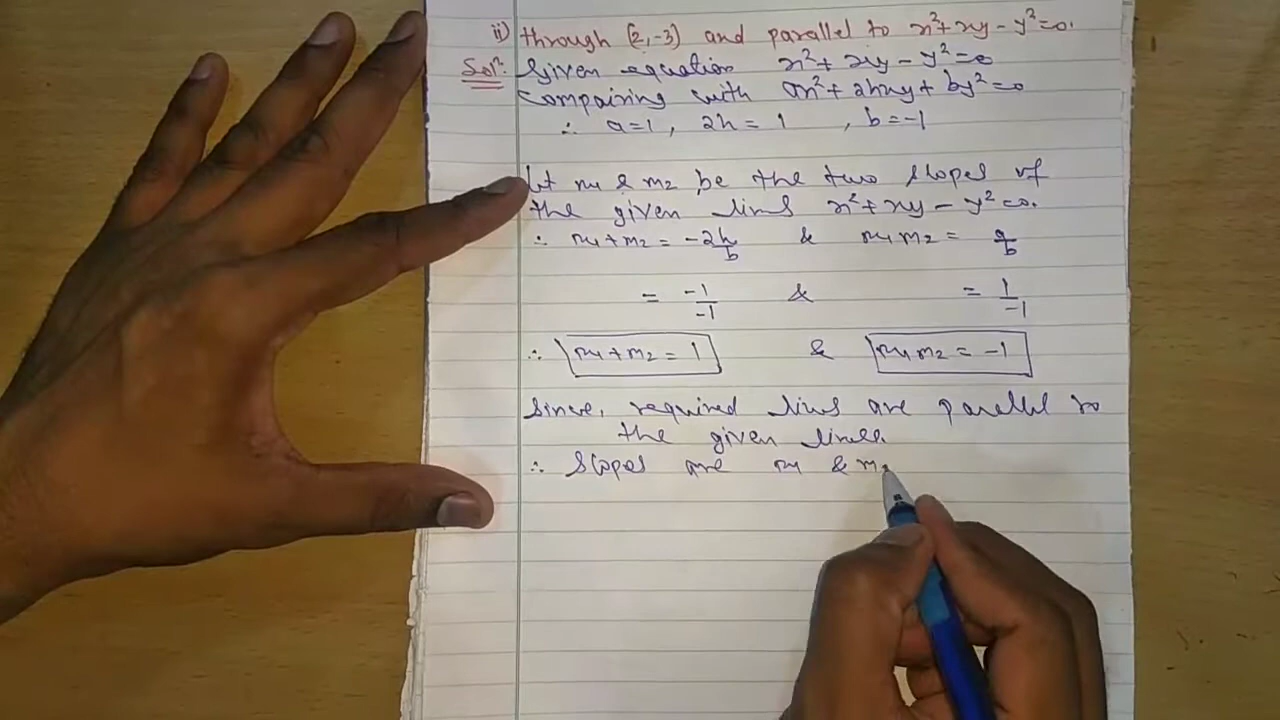 ii) through (2,-3) and parallel to x²+xy-y²=0.
Solⁿ: Given equation x²+xy-y²=0
Comparing with ax²+2hxy+by²=0
∴ a=1, 2h=1, b=-1
Let m₁ & m₂ be the two slopes of
the given lines x²+xy-y²=0.
∴ m₁+m₂ = -2h/b & m₁m₂ = a/b
= -1/-1 & = 1/-1
∴ m₁+m₂ = 1 & m₁m₂ = -1
Since, required lines are parallel to
the given lines.
∴ Slopes are m₁ & m₂